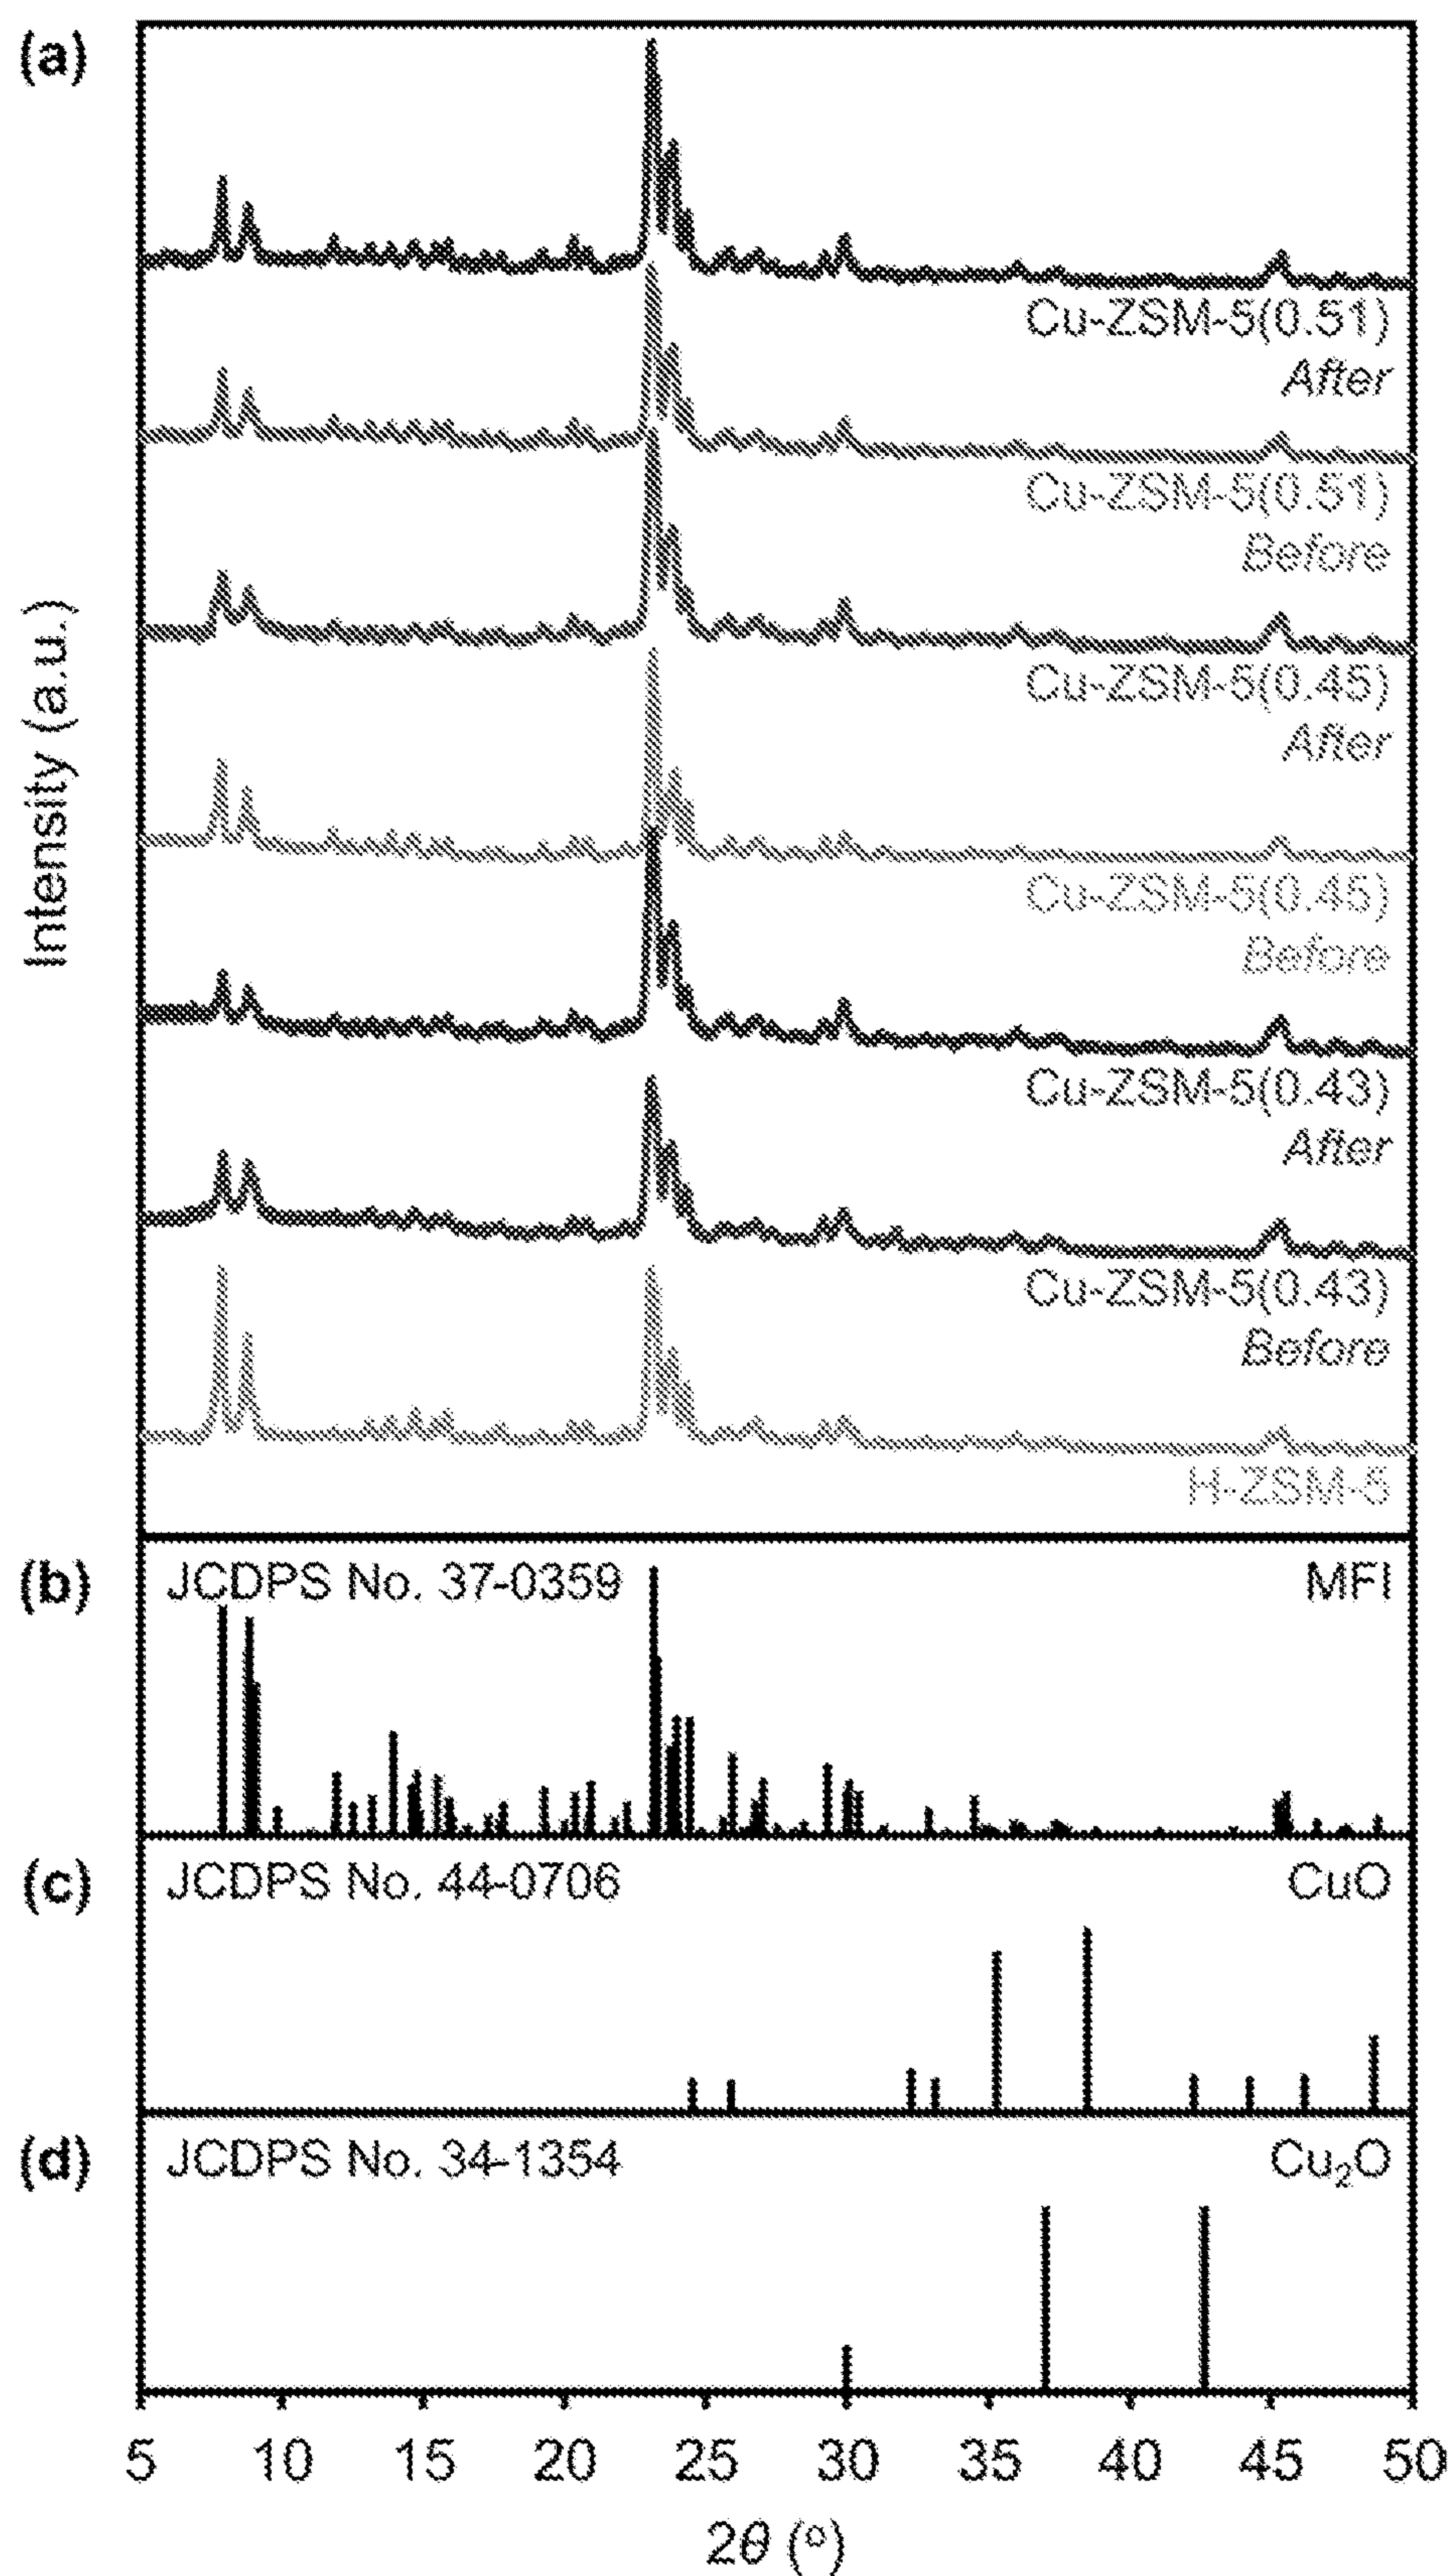 (a)
Cu-ZSM-5(0.51)
After
Cu-ZSM-5(0.51)
Before
Cu-ZSM-5(0.45)
After
Cu-ZSM-5(0.45)
Before
Cu-ZSM-5(0.43)
After
Cu-ZSM-5(0.43)
Before
H-ZSM-5
Intensity (a.u.)
(b) JCDPS No. 37-0359 MFI
(c) JCDPS No. 44-0706 CuO
(d) JCDPS No. 34-1354 Cu₂O
5 10 15 20 25 30 35 40 45 50
2θ (°)